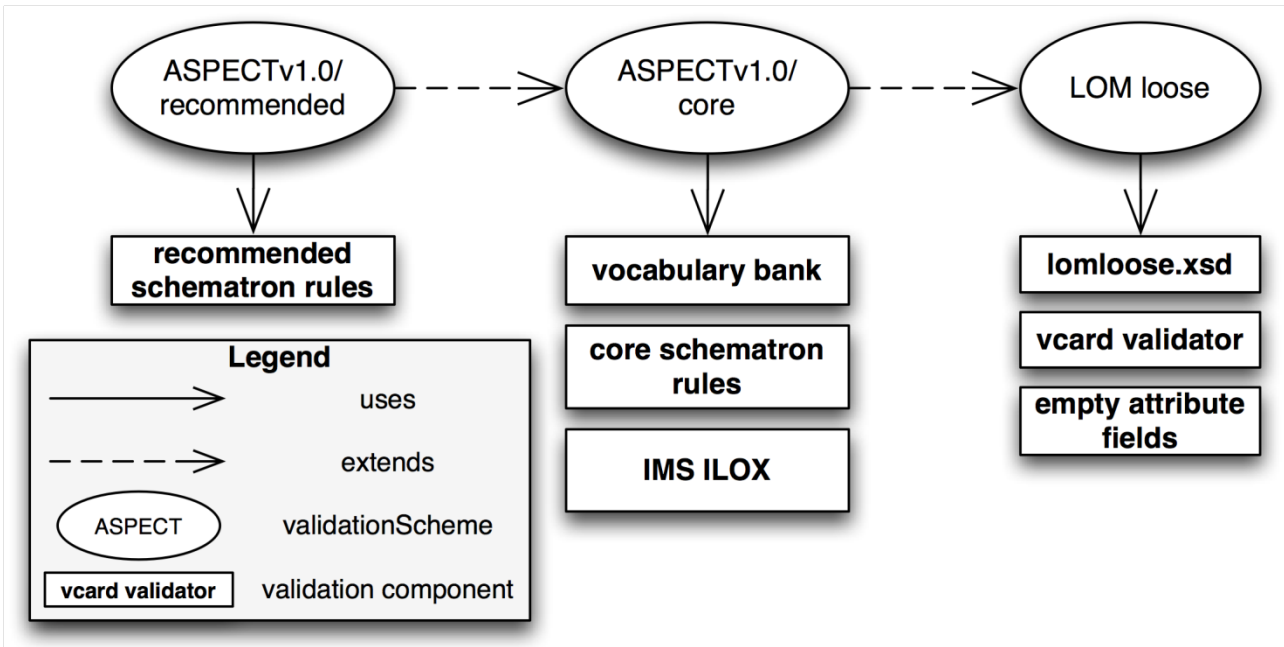 ASPECTv1.0/
recommended
ASPECTv1.0/
core
LOM loose
recommended
schematron rules
vocabulary bank
core schematron
rules
IMS ILOX
lomloose.xsd
vcard validator
empty attribute
fields
Legend
uses
extends
ASPECT validationScheme
vcard validator validation component